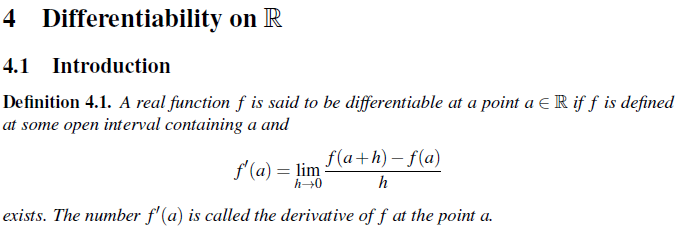 4 Differentiability on ℝ
4.1 Introduction
Definition 4.1. A real function f is said to be differentiable at a point a ∈ ℝ if f is defined
at some open interval containing a and
f′(a) = lim_{h→0} \frac{f(a+h) − f(a)}{h}
exists. The number f′(a) is called the derivative of f at the point a.